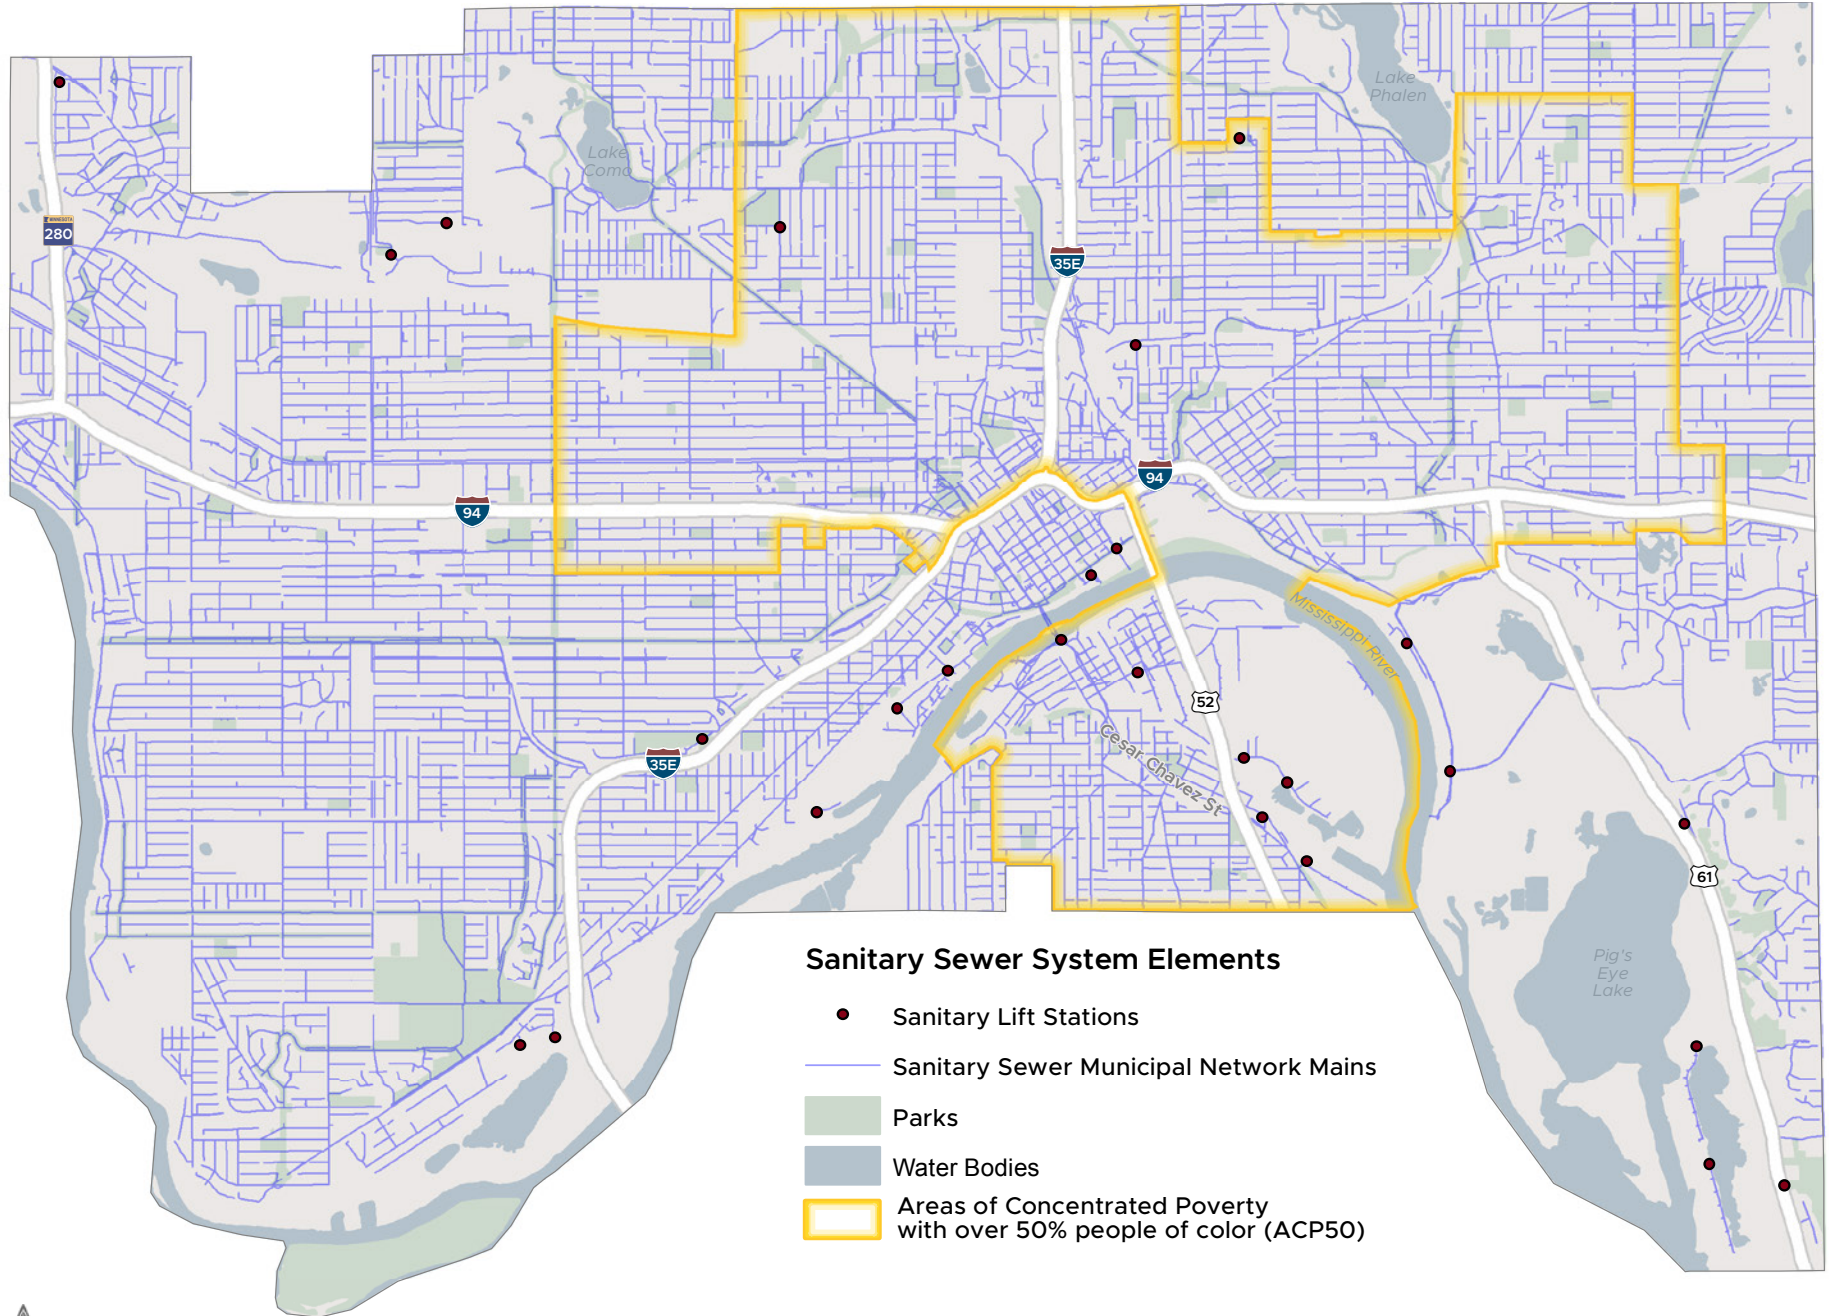 Lake
Phalen
Lake
Como
MINNESOTA
280
35E
94
94
Mississippi River
52
Cesar Chavez St
35E
61
Pig's
Eye
Lake
Sanitary Sewer System Elements
Sanitary Lift Stations
Sanitary Sewer Municipal Network Mains
Parks
Water Bodies
Areas of Concentrated Poverty
with over 50% people of color (ACP50)